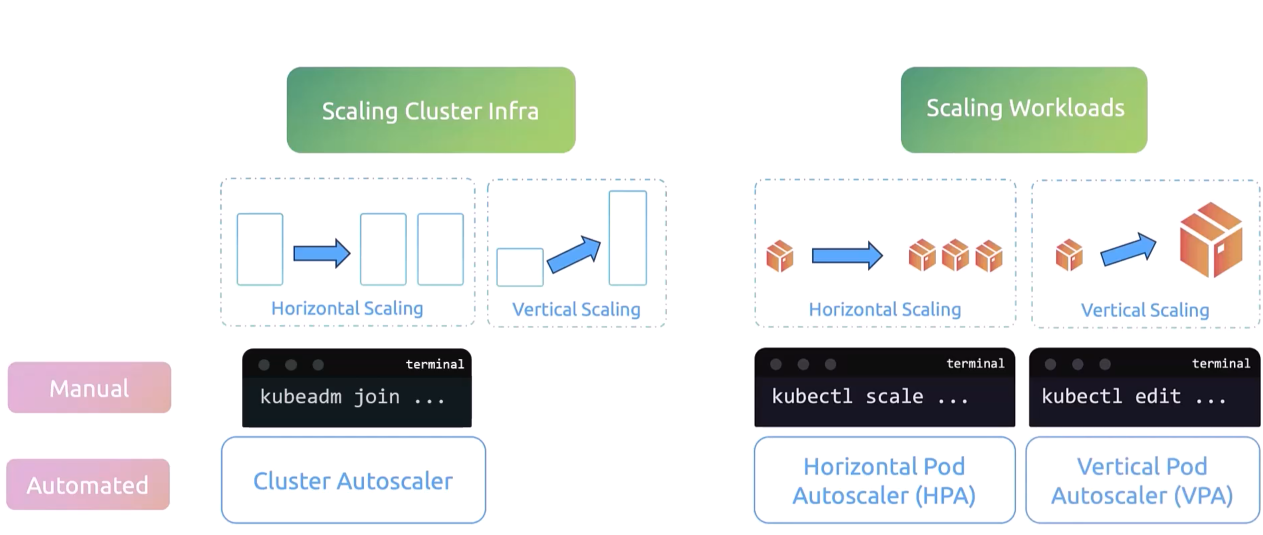 Scaling Cluster Infra
Scaling Workloads
Horizontal Scaling
Vertical Scaling
Horizontal Scaling
Vertical Scaling
Manual
terminal
kubeadm join ...
terminal
kubectl scale ...
terminal
kubectl edit ...
Automated
Cluster Autoscaler
Horizontal Pod
Autoscaler (HPA)
Vertical Pod
Autoscaler (VPA)